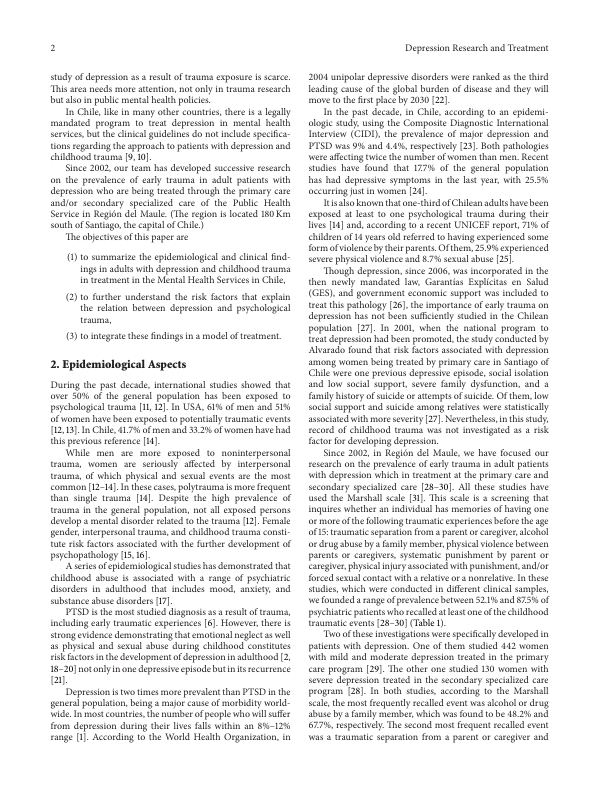 2
Depression Research and Treatment
study of depression as a result of trauma exposure is scarce.
This area needs more attention, not only in trauma research
but also in public mental health policies.
In Chile, like in many other countries, there is a legally
mandated program to treat depression in mental health
services, but the clinical guidelines do not include specifica-
tions regarding the approach to patients with depression and
childhood trauma [9, 10].
Since 2002, our team has developed successive research
on the prevalence of early trauma in adult patients with
depression who are being treated through the primary care
and/or secondary specialized care of the Public Health
Service in Región del Maule. (The region is located 180 Km
south of Santiago, the capital of Chile.)
The objectives of this paper are
(1) to summarize the epidemiological and clinical find-
ings in adults with depression and childhood trauma
in treatment in the Mental Health Services in Chile,
(2) to further understand the risk factors that explain
the relation between depression and psychological
trauma,
(3) to integrate these findings in a model of treatment.
2. Epidemiological Aspects
During the past decade, international studies showed that
over 50% of the general population has been exposed to
psychological trauma [11, 12]. In USA, 61% of men and 51%
of women have been exposed to potentially traumatic events
[12, 13]. In Chile, 41.7% of men and 33.2% of women have had
this previous reference [14].
While men are more exposed to noninterpersonal
trauma, women are seriously affected by interpersonal
trauma, of which physical and sexual events are the most
common [12–14]. In these cases, polytrauma is more frequent
than single trauma [14]. Despite the high prevalence of
trauma in the general population, not all exposed persons
develop a mental disorder related to the trauma [12]. Female
gender, interpersonal trauma, and childhood trauma consti-
tute risk factors associated with the further development of
psychopathology [15, 16].
A series of epidemiological studies has demonstrated that
childhood abuse is associated with a range of psychiatric
disorders in adulthood that includes mood, anxiety, and
substance abuse disorders [17].
PTSD is the most studied diagnosis as a result of trauma,
including early traumatic experiences [6]. However, there is
strong evidence demonstrating that emotional neglect as well
as physical and sexual abuse during childhood constitutes
risk factors in the development of depression in adulthood [2,
18–20] not only in one depressive episode but in its recurrence
[21].
Depression is two times more prevalent than PTSD in the
general population, being a major cause of morbidity world-
wide. In most countries, the number of people who will suffer
from depression during their lives falls within an 8%–12%
range [1]. According to the World Health Organization, in
2004 unipolar depressive disorders were ranked as the third
leading cause of the global burden of disease and they will
move to the first place by 2030 [22].
In the past decade, in Chile, according to an epidemi-
ologic study, using the Composite Diagnostic International
Interview (CIDI), the prevalence of major depression and
PTSD was 9% and 4.4%, respectively [23]. Both pathologies
were affecting twice the number of women than men. Recent
studies have found that 17.7% of the general population
has had depressive symptoms in the last year, with 25.5%
occurring just in women [24].
It is also known that one-third of Chilean adults have been
exposed at least to one psychological trauma during their
lives [14] and, according to a recent UNICEF report, 71% of
children of 14 years old referred to having experienced some
form of violence by their parents. Of them, 25.9% experienced
severe physical violence and 8.7% sexual abuse [25].
Though depression, since 2006, was incorporated in the
then newly mandated law, Garantías Explícitas en Salud
(GES), and government economic support was included to
treat this pathology [26], the importance of early trauma on
depression has not been sufficiently studied in the Chilean
population [27]. In 2001, when the national program to
treat depression had been promoted, the study conducted by
Alvarado found that risk factors associated with depression
among women being treated by primary care in Santiago of
Chile were one previous depressive episode, social isolation
and low social support, severe family dysfunction, and a
family history of suicide or attempts of suicide. Of them, low
social support and suicide among relatives were statistically
associated with more severity [27]. Nevertheless, in this study,
record of childhood trauma was not investigated as a risk
factor for developing depression.
Since 2002, in Región del Maule, we have focused our
research on the prevalence of early trauma in adult patients
with depression which in treatment at the primary care and
secondary specialized care [28–30]. All these studies have
used the Marshall scale [31]. This scale is a screening that
inquires whether an individual has memories of having one
or more of the following traumatic experiences before the age
of 15: traumatic separation from a parent or caregiver, alcohol
or drug abuse by a family member, physical violence between
parents or caregivers, systematic punishment by parent or
caregiver, physical injury associated with punishment, and/or
forced sexual contact with a relative or a nonrelative. In these
studies, which were conducted in different clinical samples,
we founded a range of prevalence between 52.1% and 87.5% of
psychiatric patients who recalled at least one of the childhood
traumatic events [28–30] (Table 1).
Two of these investigations were specifically developed in
patients with depression. One of them studied 442 women
with mild and moderate depression treated in the primary
care program [29]. The other one studied 130 women with
severe depression treated in the secondary specialized care
program [28]. In both studies, according to the Marshall
scale, the most frequently recalled event was alcohol or drug
abuse by a family member, which was found to be 48.2% and
67.7%, respectively. The second most frequent recalled event
was a traumatic separation from a parent or caregiver and